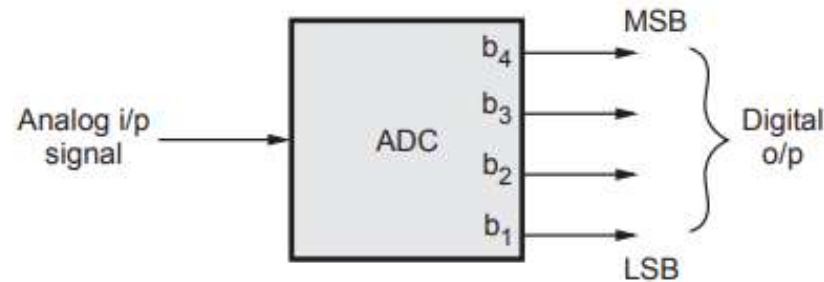 MSB
b4
b3
Analog i/p
signal
ADC
Digital
o/p
b2
b1
LSB